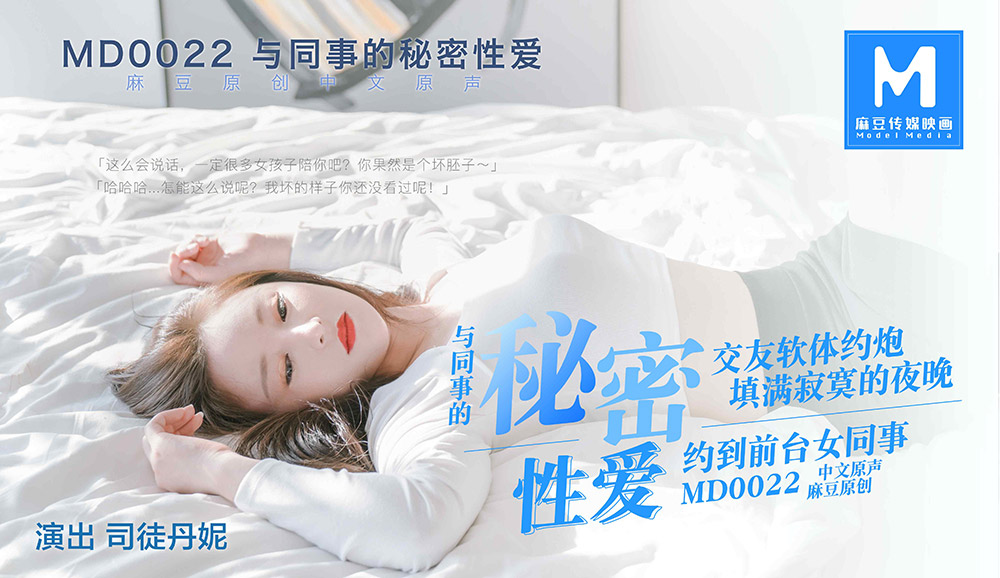 MD0022 与同事的秘密性爱
麻豆原创中文原声
M
麻豆传媒映画
Model Media
「这么会说话，一定很多女孩子陪你吧？你果然是个坏胚子～」
「哈哈哈...怎能这么说呢？我坏的样子你还没看过呢！」
与同事的
秘密
性爱
交友软体约炮
填满寂寞的夜晚
约到前台女同事
MD0022
中文原声
麻豆原创
演出 司徒丹妮